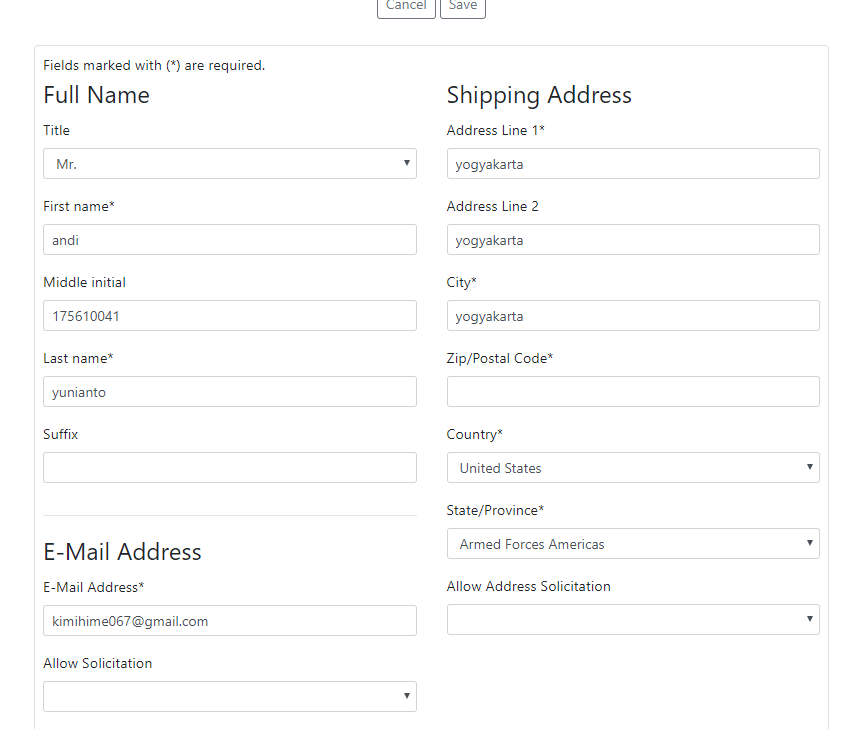 Cancel Save
Fields marked with (*) are required.
Full Name
Title
Mr.
First name*
andi
Middle initial
175610041
Last name*
yunianto
Suffix
E-Mail Address
E-Mail Address*
kimihime067@gmail.com
Allow Solicitation
Shipping Address
Address Line 1*
yogyakarta
Address Line 2
yogyakarta
City*
yogyakarta
Zip/Postal Code*
Country*
United States
State/Province*
Armed Forces Americas
Allow Address Solicitation